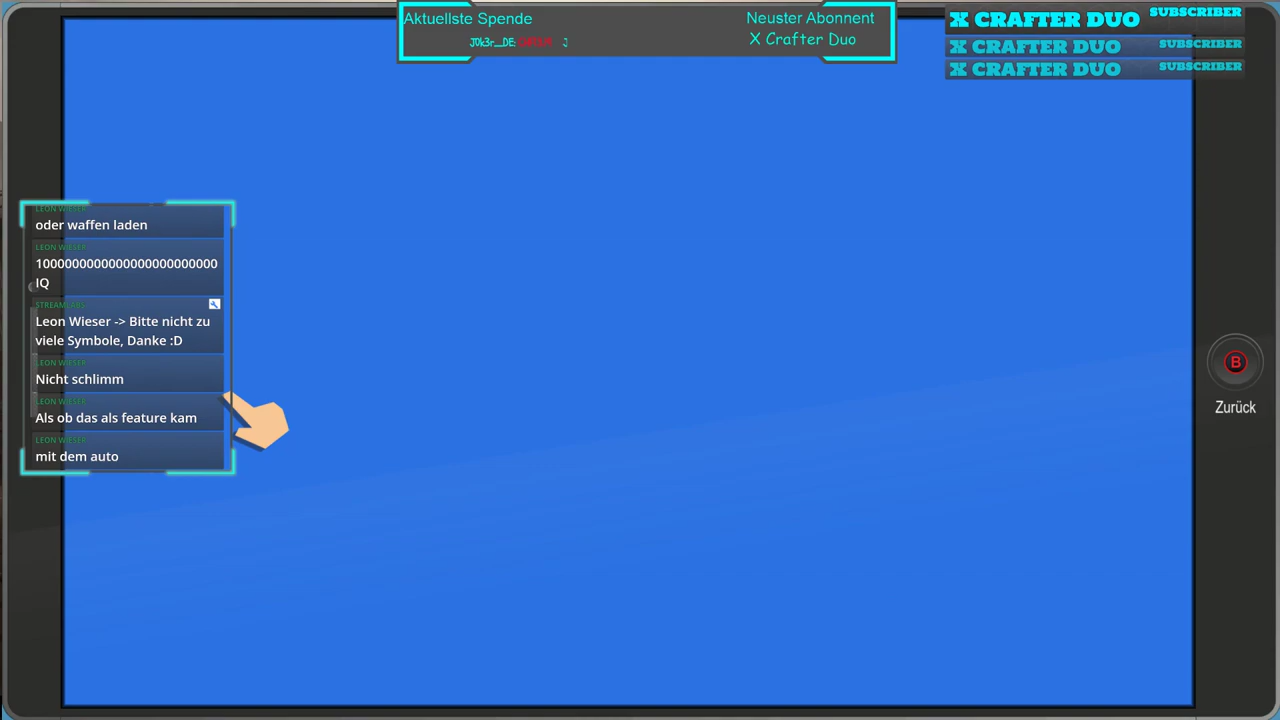 Aktuellste Spende
J0k3r_DE:
Neuster Abonnent
X Crafter Duo
X CRAFTER DUO SUBSCRIBER
X CRAFTER DUO SUBSCRIBER
X CRAFTER DUO SUBSCRIBER
LEON WIESER
oder waffen laden
LEON WIESER
1000000000000000000000000
IQ
STREAMLABS
Leon Wieser -> Bitte nicht zu
viele Symbole, Danke :D
LEON WIESER
Nicht schlimm
LEON WIESER
Als ob das als feature kam
LEON WIESER
mit dem auto
B
Zurück